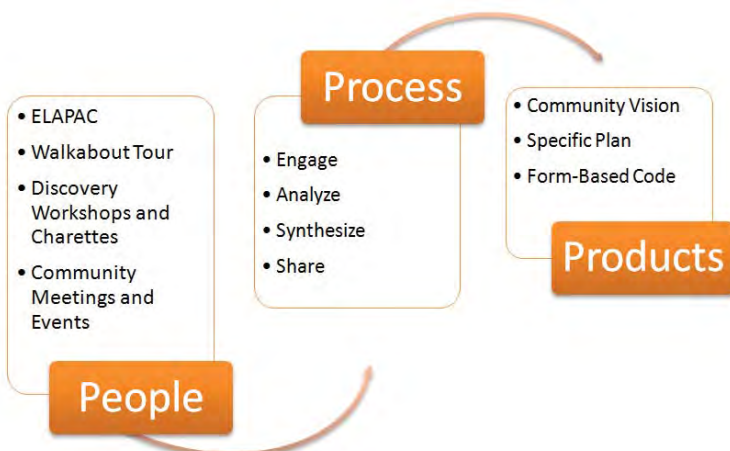 • ELAPAC
• Walkabout Tour
• Discovery
Workshops and
Charettes
• Community
Meetings and
Events
People
Process
• Engage
• Analyze
• Synthesize
• Share
• Community Vision
• Specific Plan
• Form-Based Code
Products